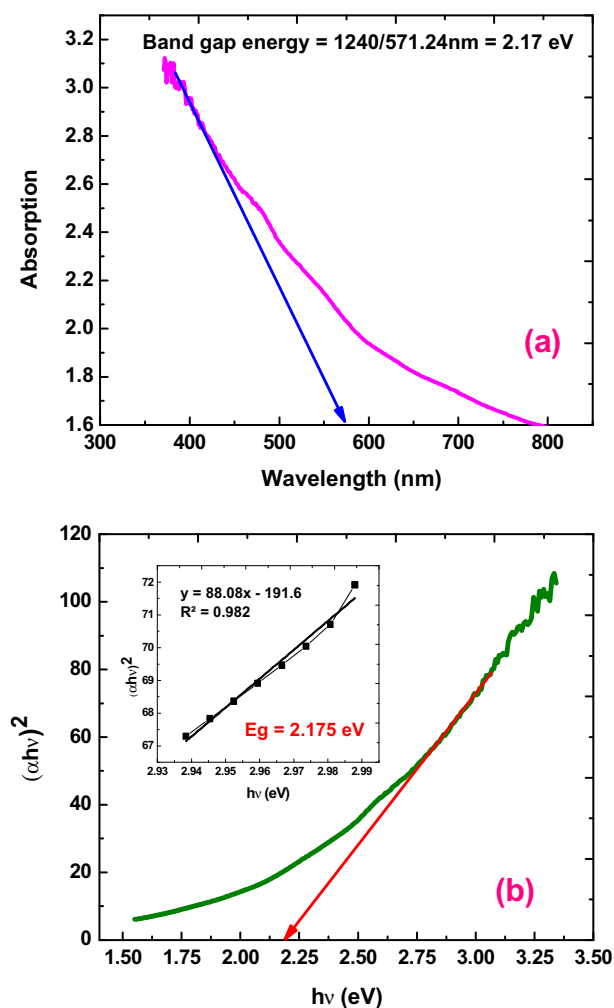 Band gap energy = 1240/571.24nm = 2.17 eV
3.2
3.0
2.8
2.6
2.4
2.2
2.0
1.8
1.6
Absorption
(a)
300 400 500 600 700 800
Wavelength (nm)
120
100
80
60
40
20
0
(αhν)2
72
71
70
69
68
67
(αhν)2
y = 88.08x - 191.6
R² = 0.982
Eg = 2.175 eV
2.93 2.94 2.95 2.96 2.97 2.98 2.99
hν (eV)
(b)
1.50 1.75 2.00 2.25 2.50 2.75 3.00 3.25 3.50
hν (eV)